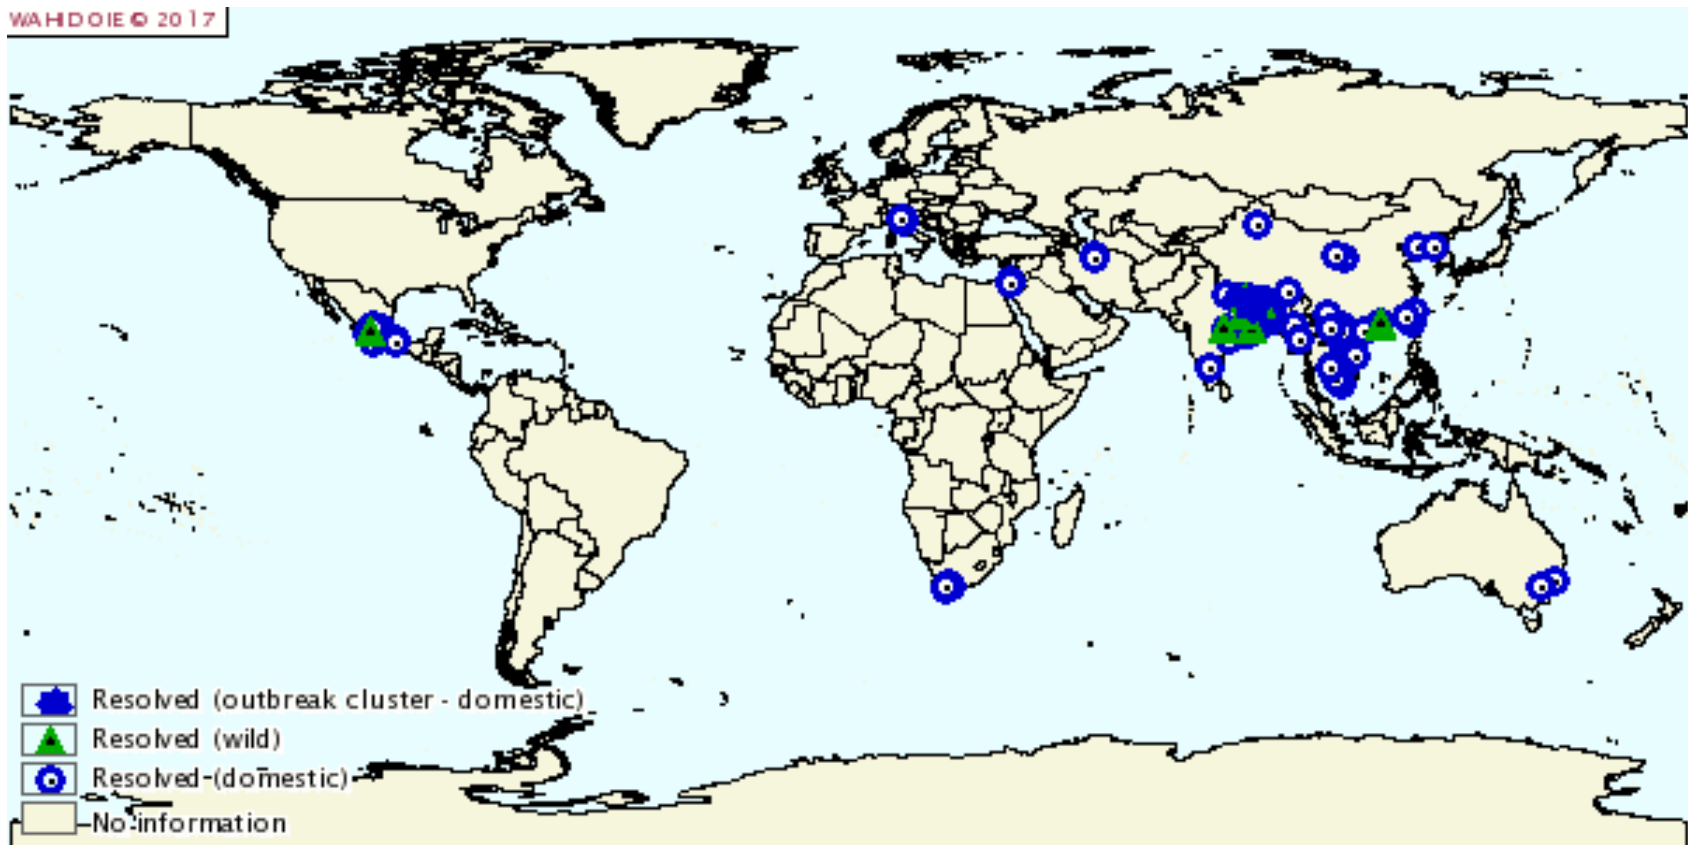 WAHID OIE © 2017
Resolved (outbreak cluster - domestic)
Resolved (wild)
Resolved (domestic)
No information